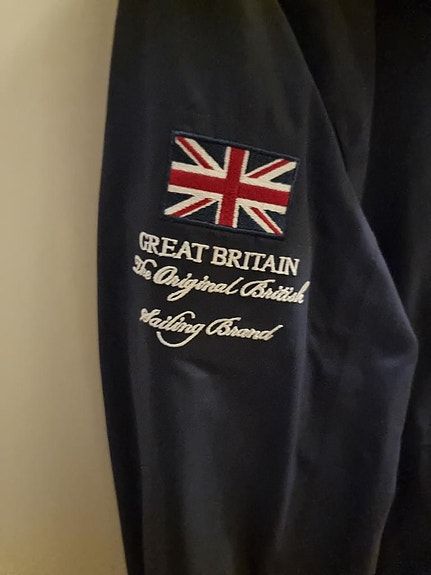 GREAT BRITAIN
The Original British
Sailing Brand